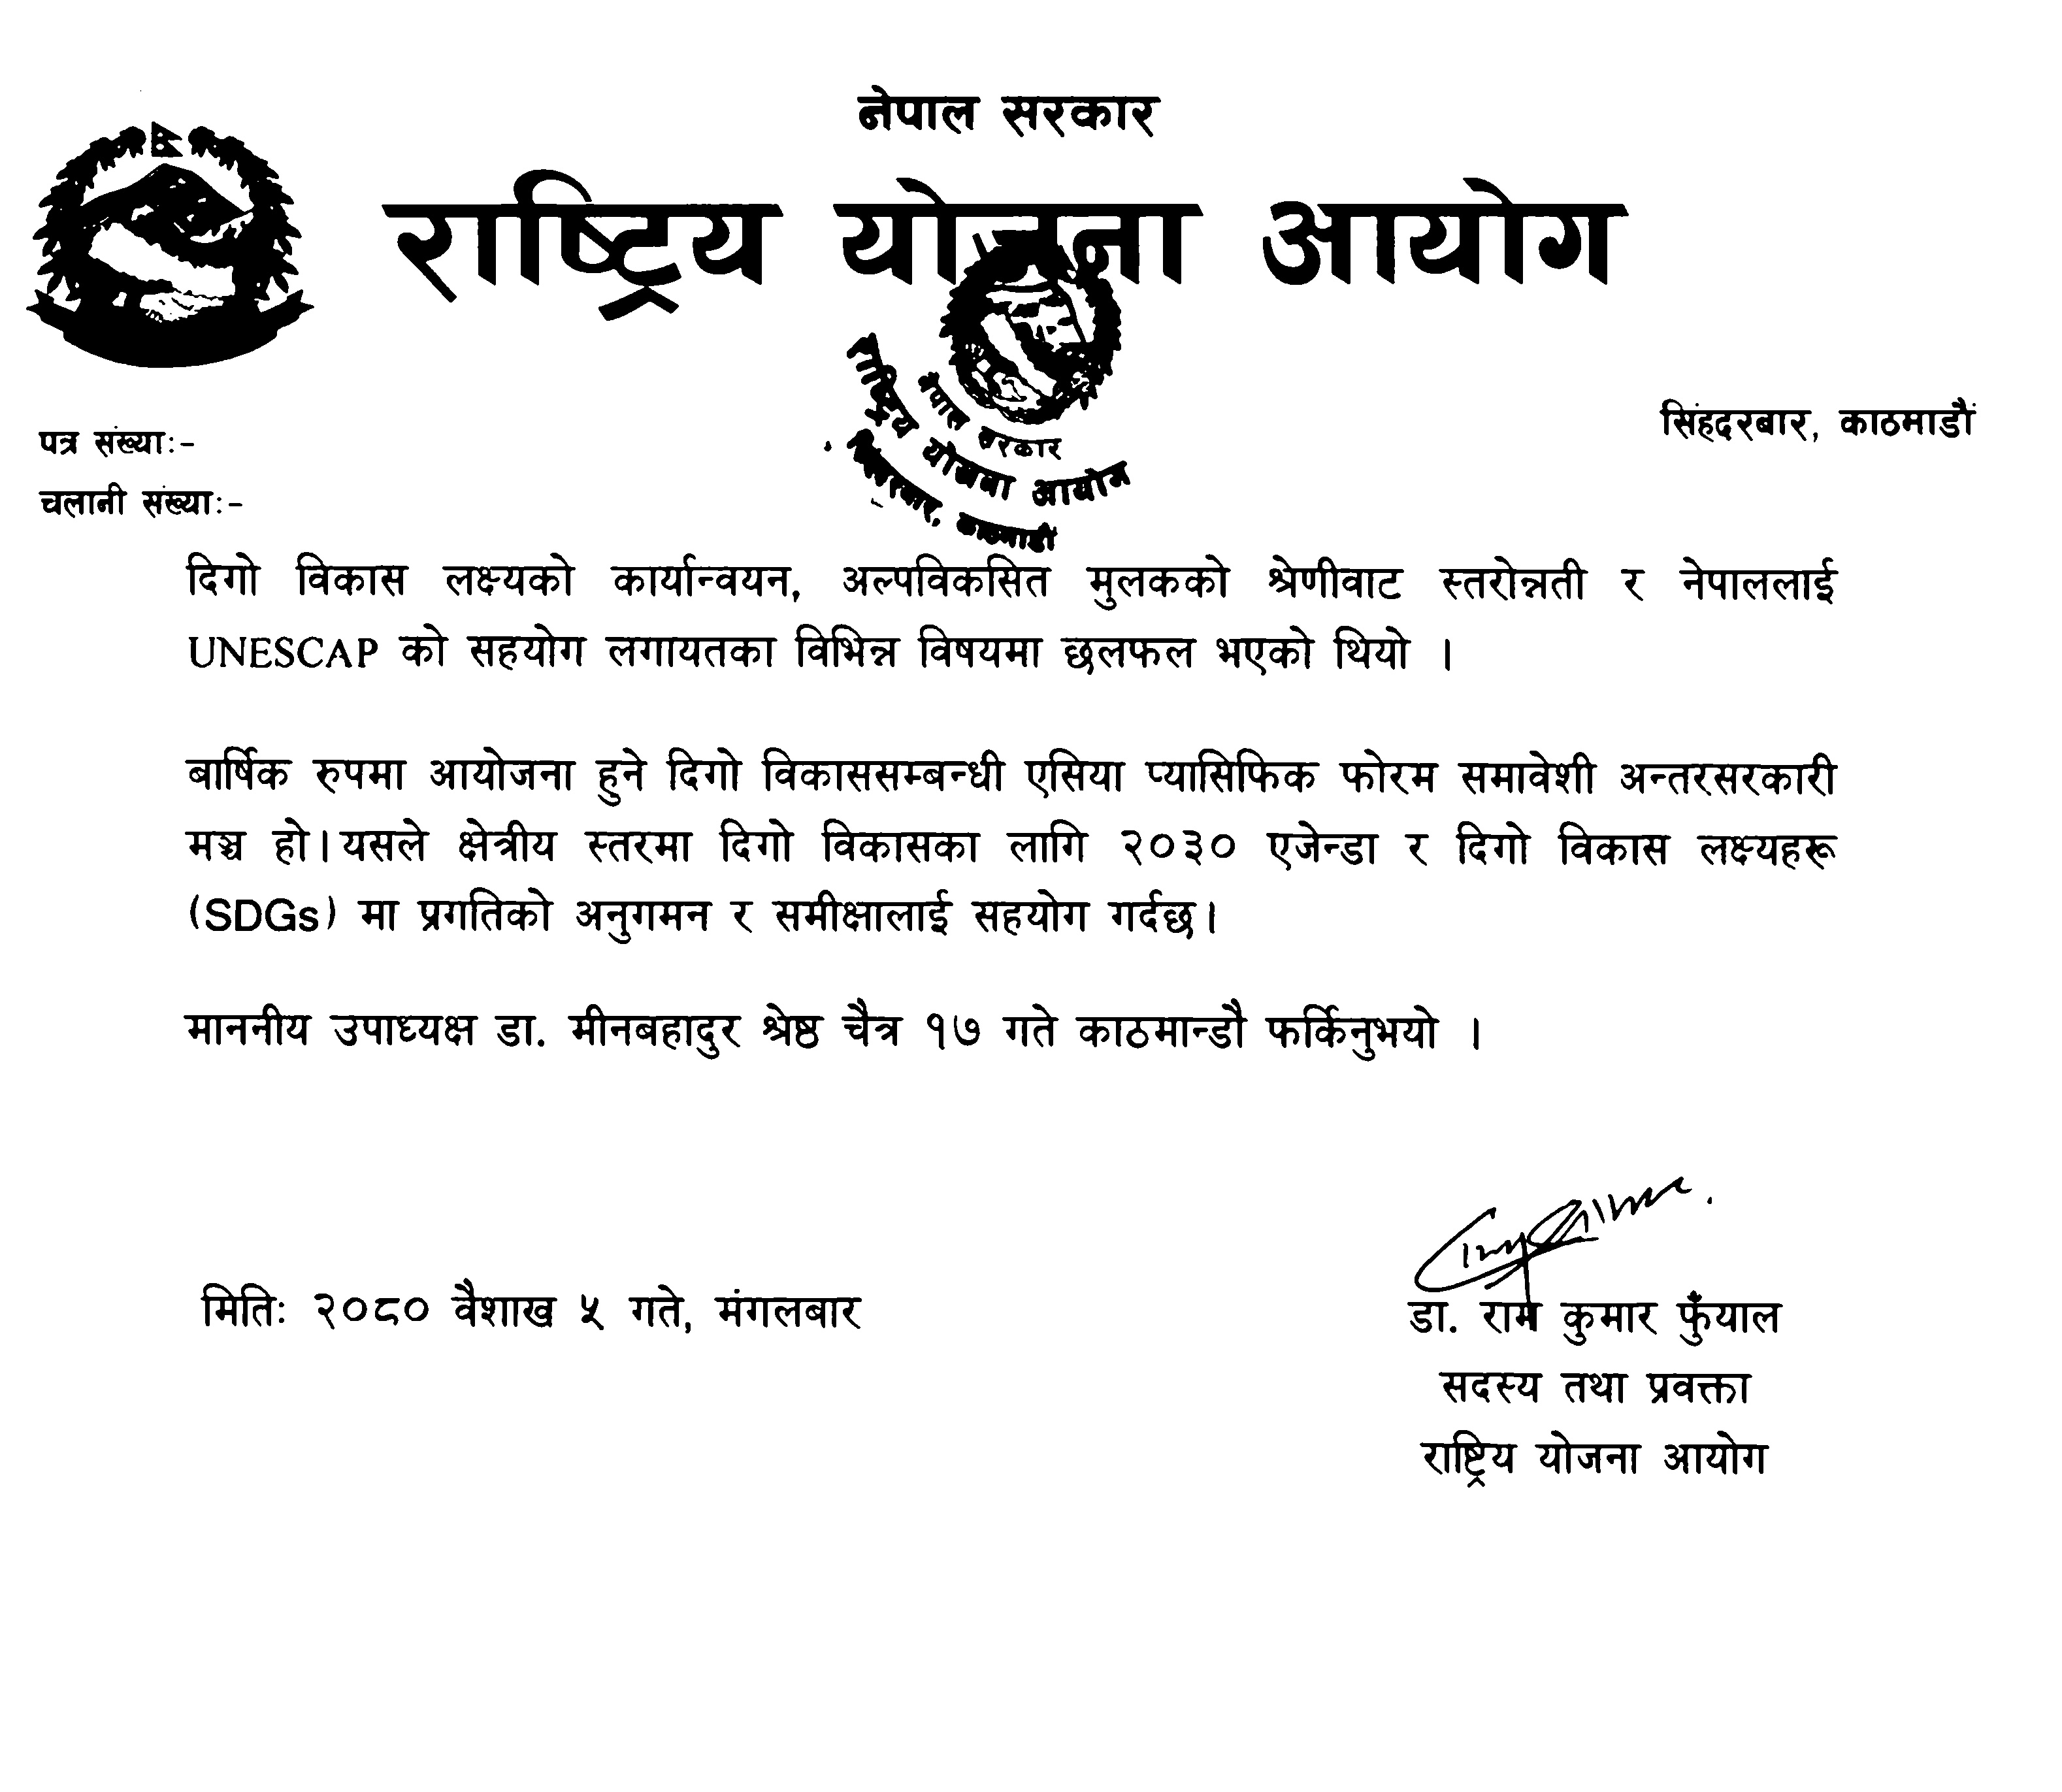 नेपाल सरकार
राष्ट्रिय योजना आयोग
नेपाल सरकार
राष्ट्रिय योजना आयोग
सिंहदरबार, काठमाडौं
सिंहदरबार, काठमाडौं
पत्र संख्याः-
चलानी संख्याः-
दिगो विकास लक्ष्यको कार्यान्वयन, अल्पविकसित मुलकको श्रेणीवाट स्तरोन्नती र नेपाललाई
UNESCAP को सहयोग लगायतका विभिन्न विषयमा छलफल भएको थियो ।
बार्षिक रुपमा आयोजना हुने दिगो विकाससम्बन्धी एसिया प्यासिफिक फोरम समावेशी अन्तरसरकारी
मञ्च हो। यसले क्षेत्रीय स्तरमा दिगो विकासका लागि २०३० एजेन्डा र दिगो विकास लक्ष्यहरू
(SDGs) मा प्रगतिको अनुगमन र समीक्षालाई सहयोग गर्दछ।
माननीय उपाध्यक्ष डा. मीनबहादुर श्रेष्ठ चैत्र १७ गते काठमान्डौ फर्किनुभयो ।
मितिः २०८० वैशाख ५ गते, मंगलबार
डा. राम कुमार फुँयाल
सदस्य तथा प्रवक्ता
राष्ट्रिय योजना आयोग